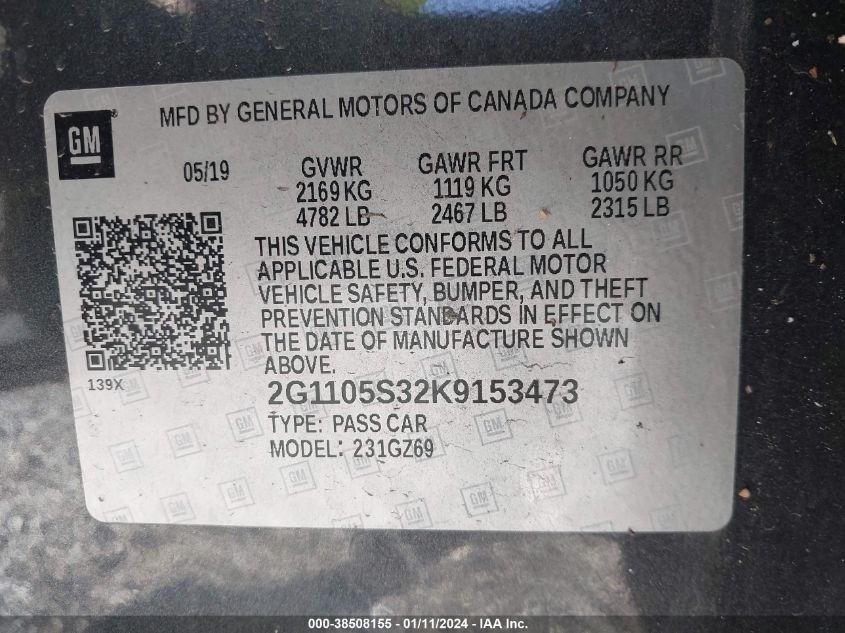 MFD BY GENERAL MOTORS OF CANADA COMPANY
GM
05/19
GVWR GAWR FRT GAWR RR
2169 KG 1119 KG 1050 KG
4782 LB 2467 LB 2315 LB
THIS VEHICLE CONFORMS TO ALL
APPLICABLE U.S. FEDERAL MOTOR
VEHICLE SAFETY, BUMPER, AND THEFT
PREVENTION STANDARDS IN EFFECT ON
THE DATE OF MANUFACTURE SHOWN
ABOVE.
139X
2G1105S32K9153473
TYPE: PASS CAR
MODEL: 231GZ69
000-38508155 - 01/11/2024 - IAA Inc.